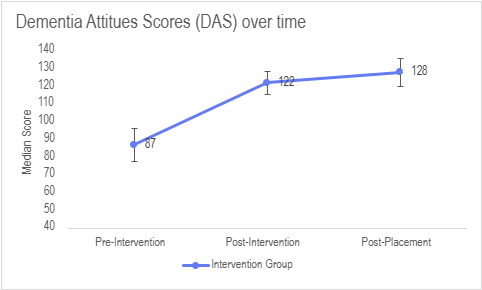 Dementia Attitues Scores (DAS) over time
140
130
120
110
100
90
80
70
60
50
40
Median Score
87
122
128
Pre-Intervention
Post-Intervention
Post-Placement
Intervention Group